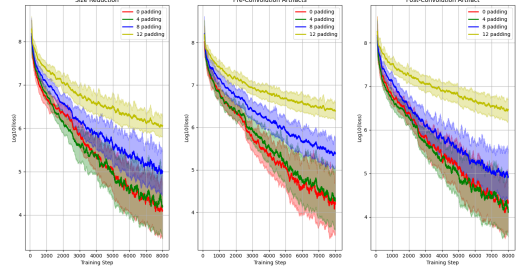 Size Reduction
Pre-Convolution Artifacts
Post-Convolution Artifact
0 padding
4 padding
8 padding
12 padding
0 padding
4 padding
8 padding
12 padding
0 padding
4 padding
8 padding
12 padding
8
7
6
5
4
8
7
6
5
4
8
7
6
5
4
Log10(loss)
Log10(loss)
Log10(loss)
0 1000 2000 3000 4000 5000 6000 7000 8000
0 1000 2000 3000 4000 5000 6000 7000 8000
0 1000 2000 3000 4000 5000 6000 7000 8000
Training Step
Training Step
Training Step